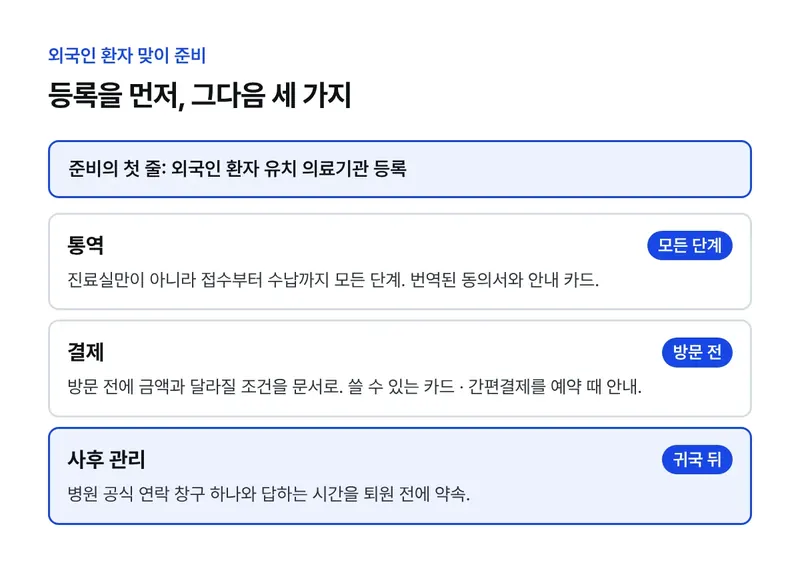 외국인 환자 맞이 준비
등록을 먼저, 그다음 세 가지
준비의 첫 줄: 외국인 환자 유치 의료기관 등록
통역
모든 단계
진료실만이 아니라 접수부터 수납까지 모든 단계. 번역된 동의서와 안내 카드.
결제
방문 전
방문 전에 금액과 달라질 조건을 문서로. 쓸 수 있는 카드 · 간편결제를 예약 때 안내.
사후 관리
귀국 뒤
병원 공식 연락 창구 하나와 답하는 시간을 퇴원 전에 약속.